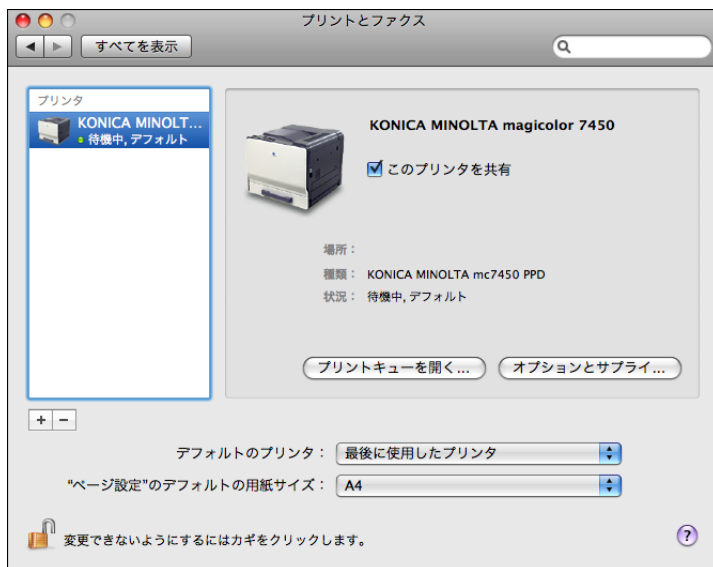 プリントとファクス
すべてを表示
プリンタ
KONICA MINOLT...
待機中, デフォルト
KONICA MINOLTA magicolor 7450
このプリンタを共有
場所：
種類： KONICA MINOLTA mc7450 PPD
状況： 待機中, デフォルト
プリントキューを開く...
オプションとサプライ...
+ −
デフォルトのプリンタ： 最後に使用したプリンタ
“ページ設定”のデフォルトの用紙サイズ： A4
変更できないようにするにはカギをクリックします。
?